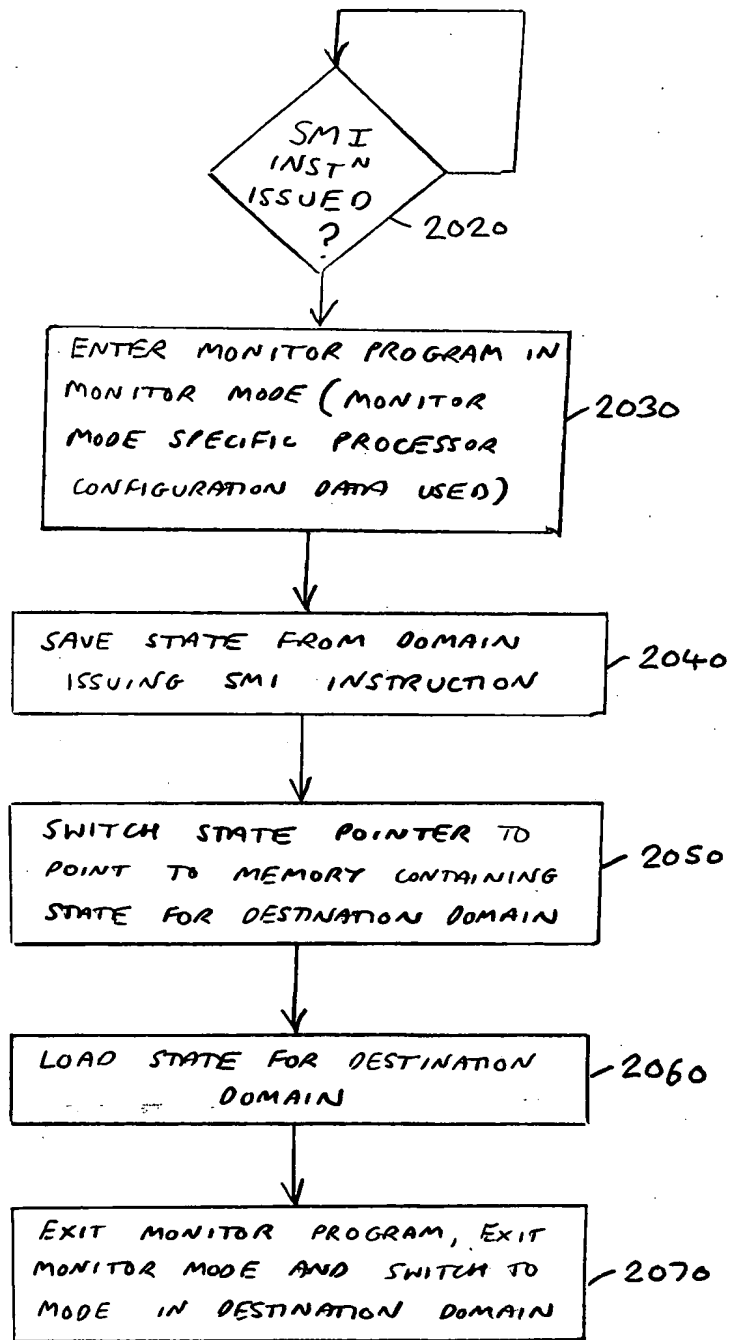 SMI
INSTN
ISSUED
?
2020
ENTER MONITOR PROGRAM IN
MONITOR MODE (MONITOR
MODE SPECIFIC PROCESSOR
CONFIGURATION DATA USED)
2030
SAVE STATE FROM DOMAIN
ISSUING SMI INSTRUCTION
2040
SWITCH STATE POINTER TO
POINT TO MEMORY CONTAINING
STATE FOR DESTINATION DOMAIN
2050
LOAD STATE FOR DESTINATION
DOMAIN
2060
EXIT MONITOR PROGRAM, EXIT
MONITOR MODE AND SWITCH TO
MODE IN DESTINATION DOMAIN
2070